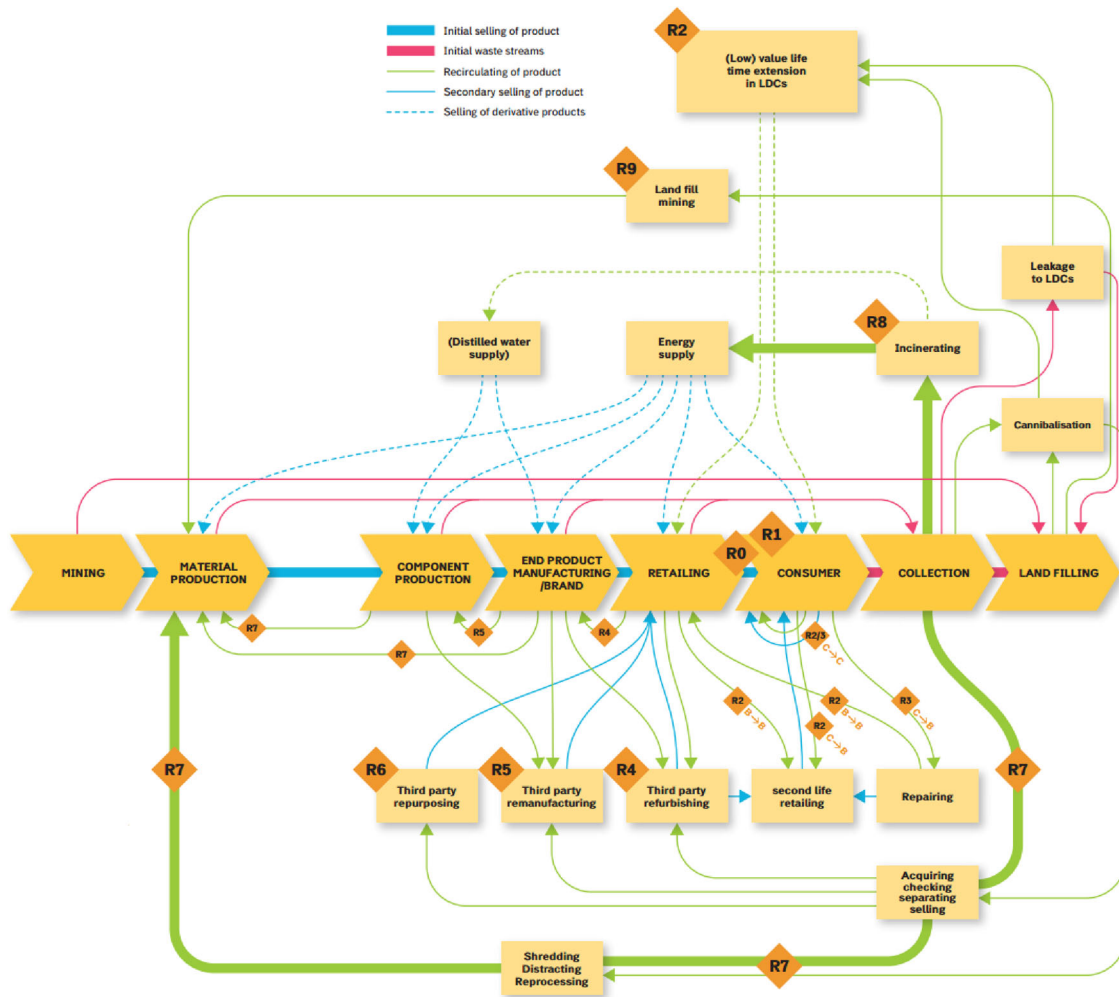 Initial selling of product
Initial waste streams
Recirculating of product
Secondary selling of product
Selling of derivative products
R2
(Low) value life
time extension
in LDCs
R9
Land fill
mining
Leakage
to LDCs
(Distilled water
supply)
Energy
supply
R8
Incinerating
Cannibalisation
R0
R1
MINING
MATERIAL
PRODUCTION
COMPONENT
PRODUCTION
END PRODUCT
MANUFACTURING
/BRAND
RETAILING
CONSUMER
COLLECTION
LAND FILLING
R7
R5
R4
R7
R2/3
C→C
R2
B→B
R2
C→B
R2
B→B
R3
C→B
R7
R6
Third party
repurposing
R5
Third party
remanufacturing
R4
Third party
refurbishing
second life
retailing
Repairing
R7
Acquiring
checking
separating
selling
Shredding
Distracting
Reprocessing
R7